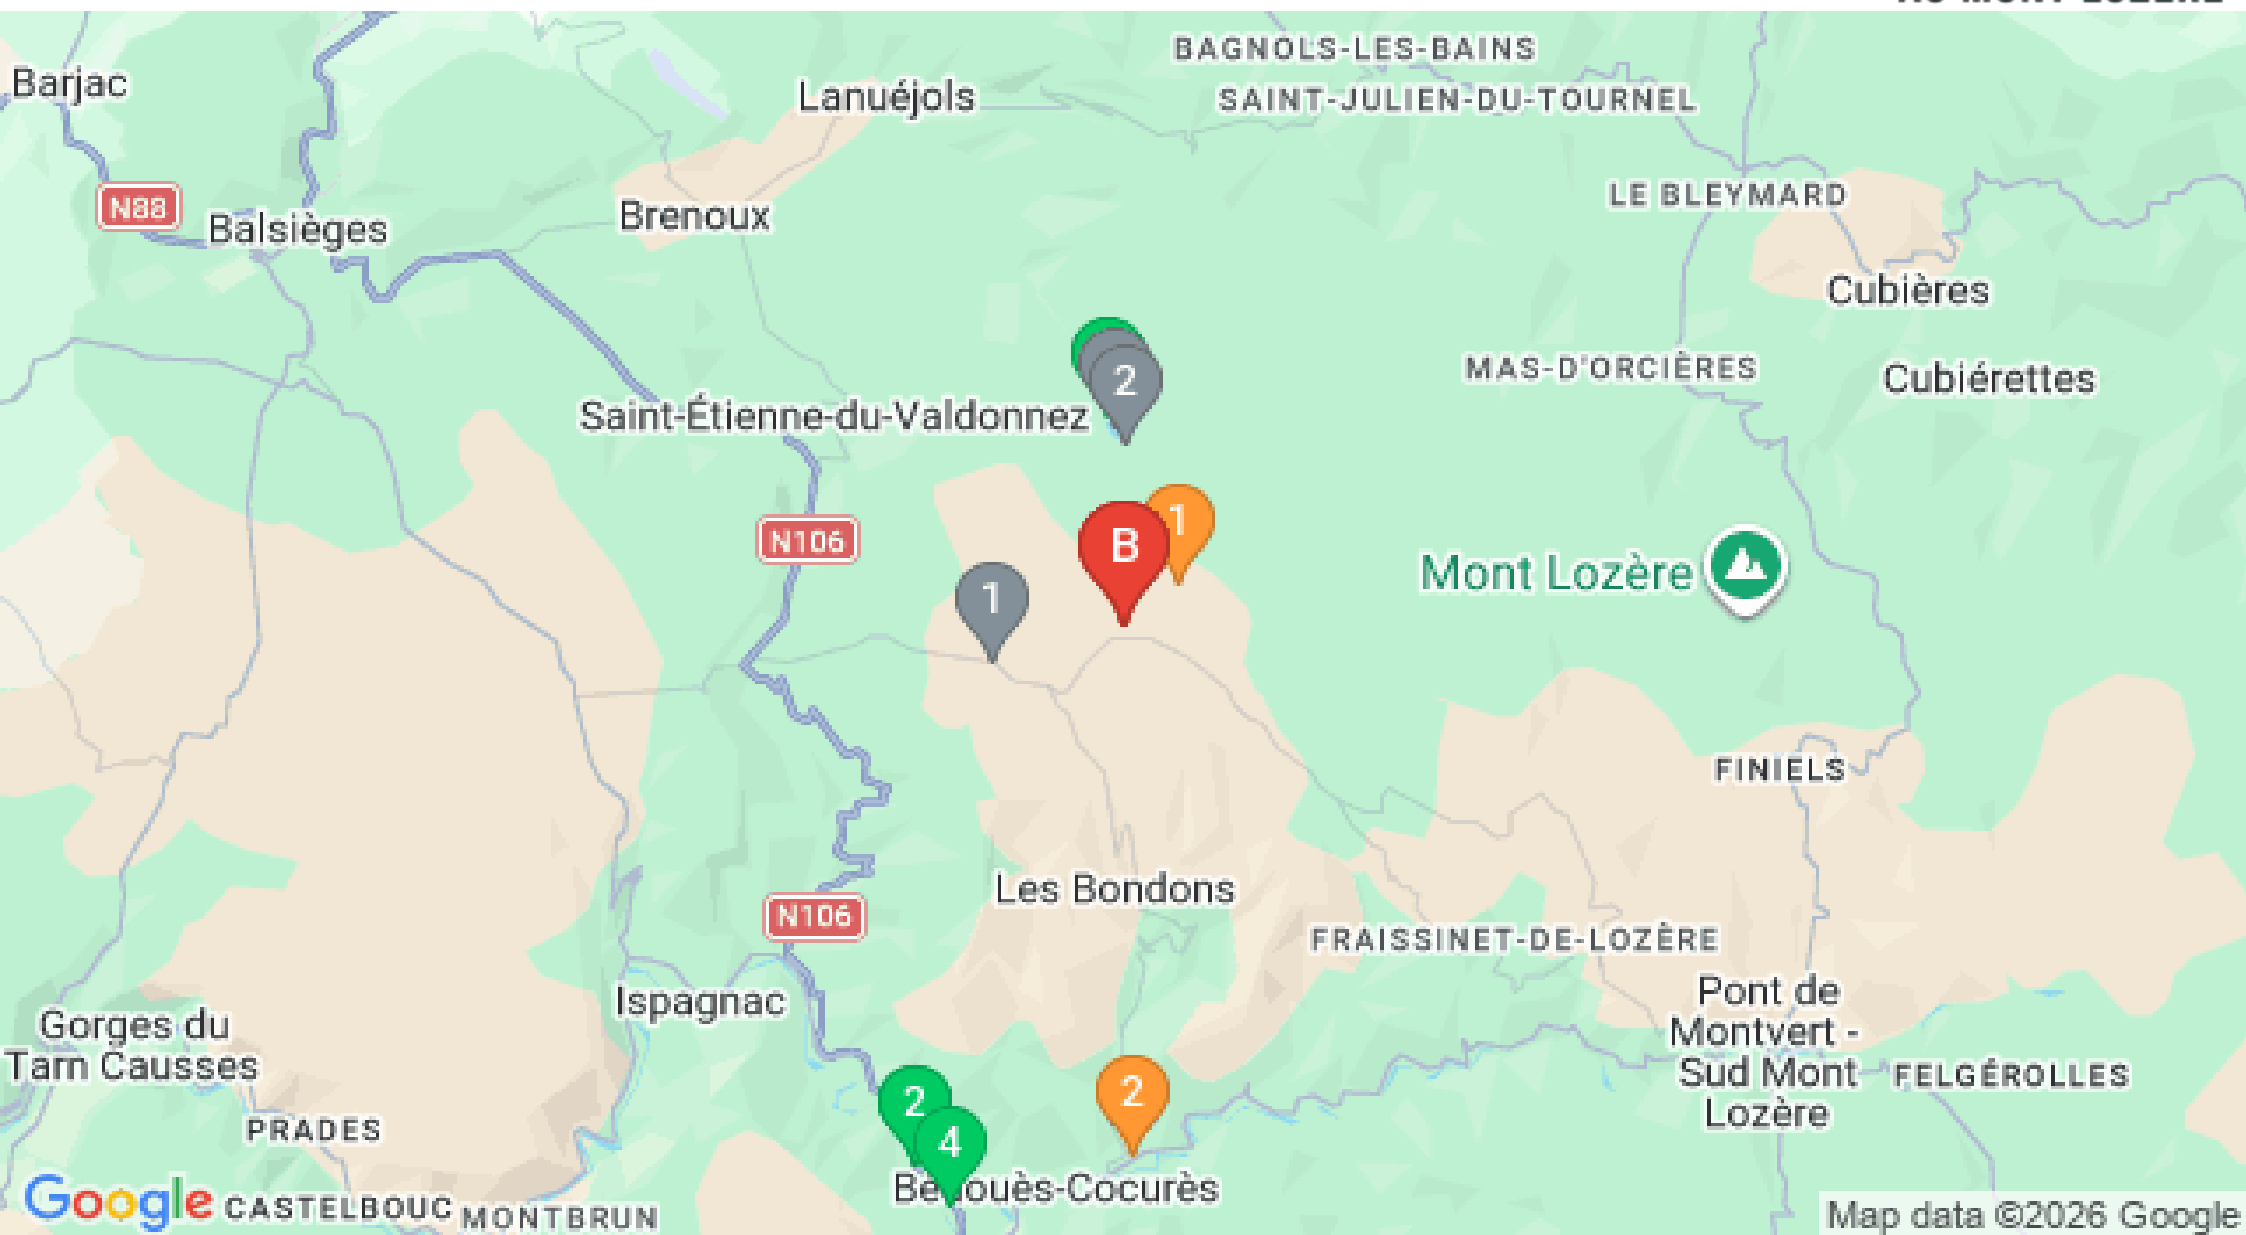 BAGNOLS-LES-BAINS
Barjac
Lanuéjols
SAINT-JULIEN-DU-TOURNEL
LE BLEYMARD
N88
Balsièges
Brenoux
Cubières
MAS-D'ORCIÈRES
Cubiérettes
2
Saint-Étienne-du-Valdonnez
1
B
N106
Mont Lozère
1
FINIELS
Les Bondons
N106
FRAISSINET-DE-LOZÈRE
Ispagnac
Pont de
Montvert -
Sud Mont
Lozère
Gorges du
Tarn Causses
FELGÉROLLES
2
2
4
PRADES
Bédouès-Cocurès
Google
CASTELBOUC
MONTBRUN
Map data ©2026 Google